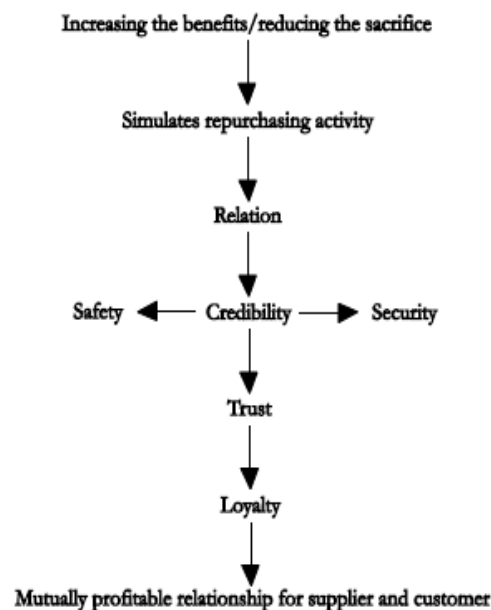 Increasing the benefits/reducing the sacrifice
Simulates repurchasing activity
Relation
Safety Credibility Security
Trust
Loyalty
Mutually profitable relationship for supplier and customer